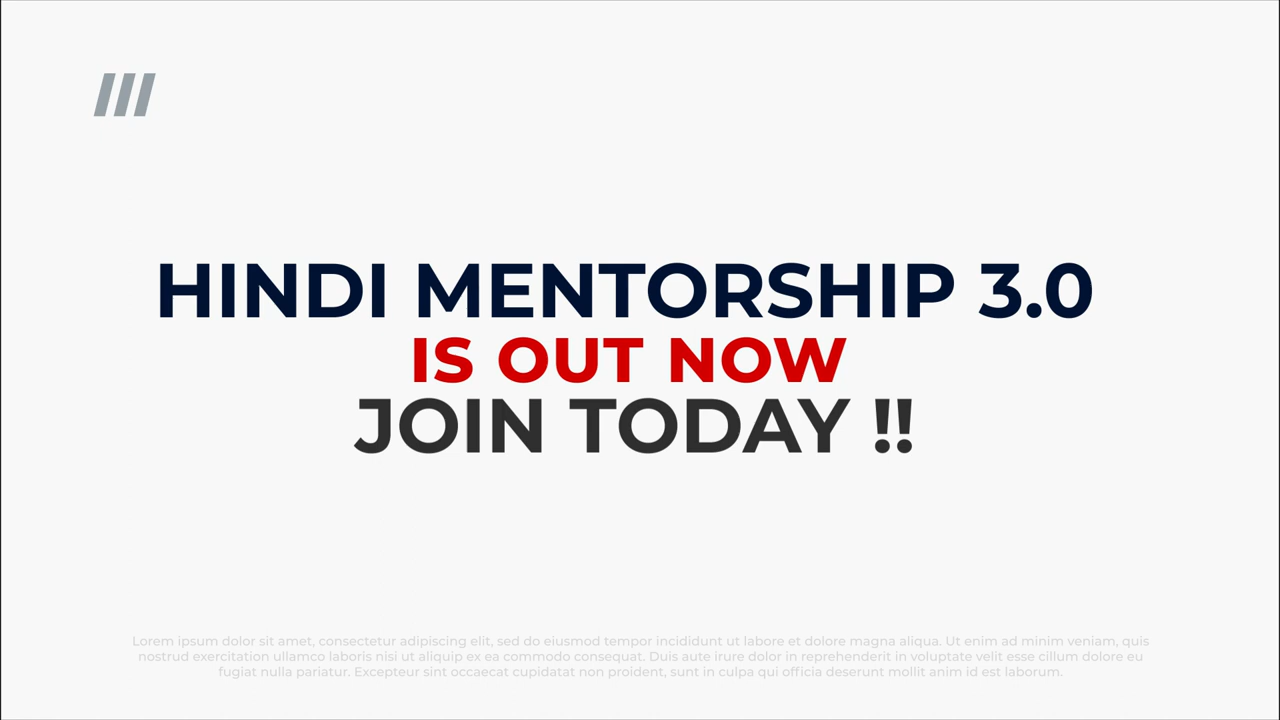 HINDI MENTORSHIP 3.0
IS OUT NOW
JOIN TODAY !!
Lorem ipsum dolor sit amet, consectetur adipiscing elit, sed do eiusmod tempor incididunt ut labore et dolore magna aliqua. Ut enim ad minim veniam, quis
nostrud exercitation ullamco laboris nisi ut aliquip ex ea commodo consequat. Duis aute irure dolor in reprehenderit in voluptate velit esse cillum dolore eu
fugiat nulla pariatur. Excepteur sint occaecat cupidatat non proident, sunt in culpa qui officia deserunt mollit anim id est laborum.